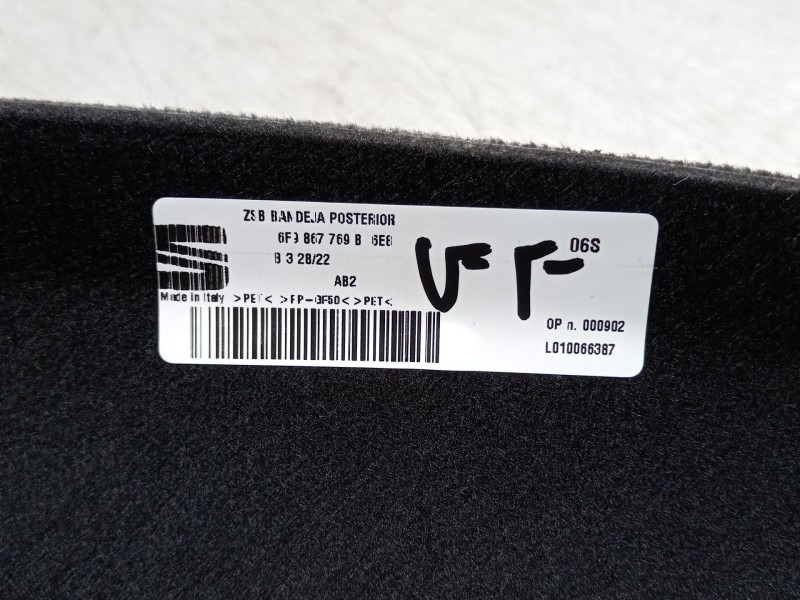 ZSB BANDEJA POSTERIOR
6F9 867 769 B 6E8
06S
B 3 28/22
AB2
Made in Italy >PET< >PP-GF50< >PET<
OP n. 000902
L010066387